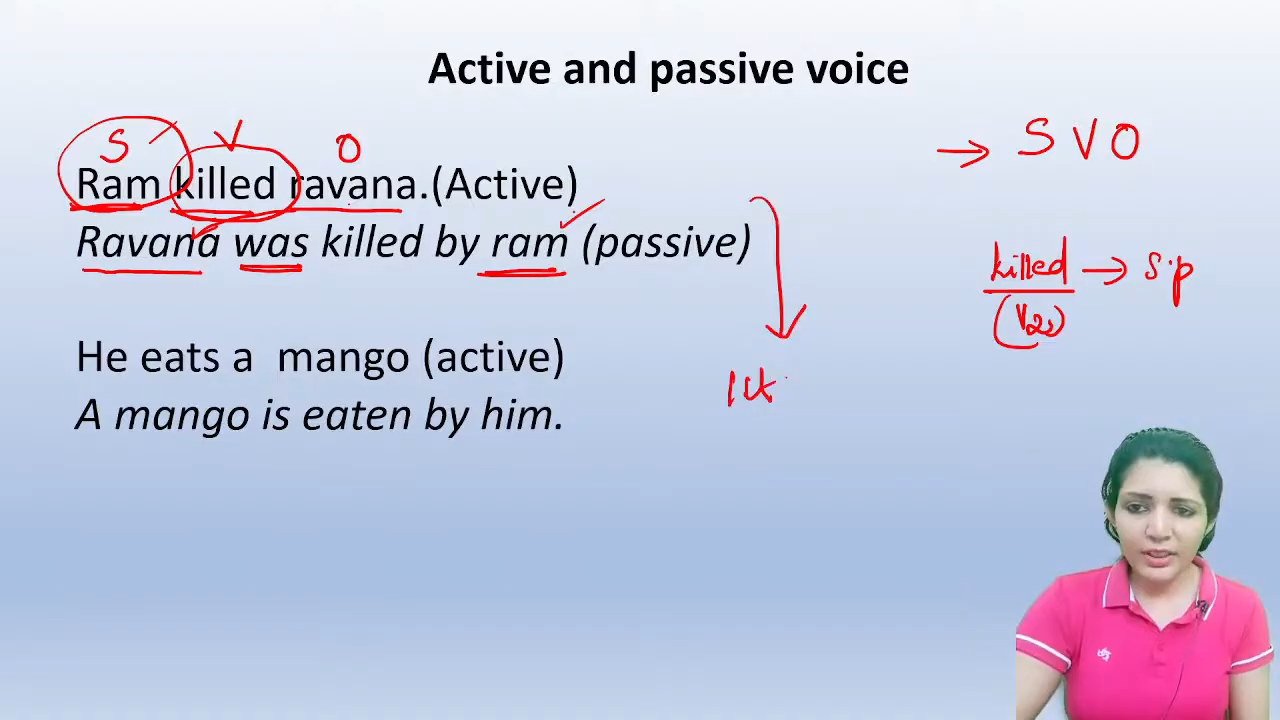 Active and passive voice
S V O
→ S V O
Ram killed ravana.(Active)
Ravana was killed by ram (passive)
killed → S.p
(V2)
He eats a mango (active)
A mango is eaten by him.